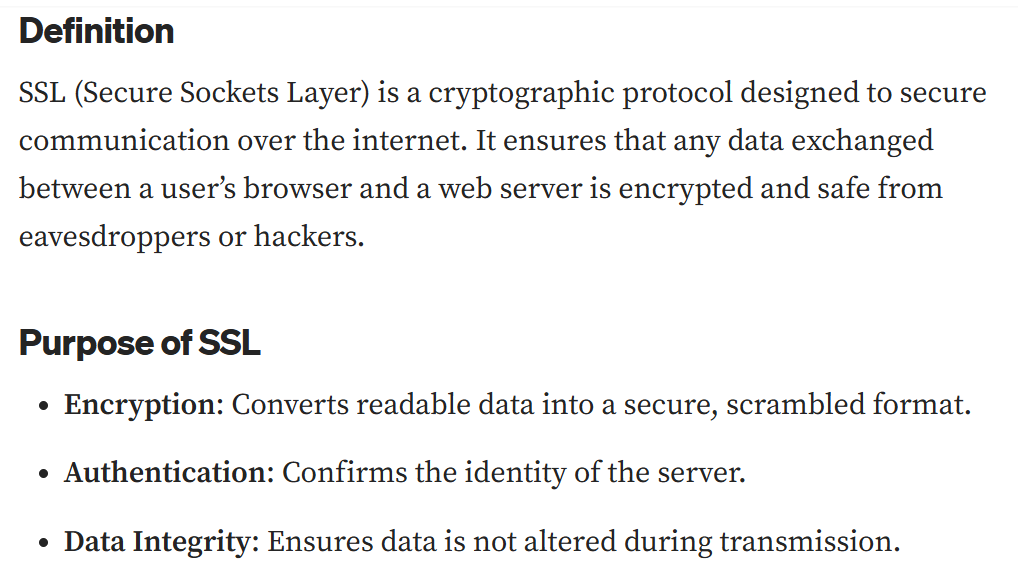 Definition
SSL (Secure Sockets Layer) is a cryptographic protocol designed to secure
communication over the internet. It ensures that any data exchanged
between a user’s browser and a web server is encrypted and safe from
eavesdroppers or hackers.
Purpose of SSL
• Encryption: Converts readable data into a secure, scrambled format.
• Authentication: Confirms the identity of the server.
• Data Integrity: Ensures data is not altered during transmission.